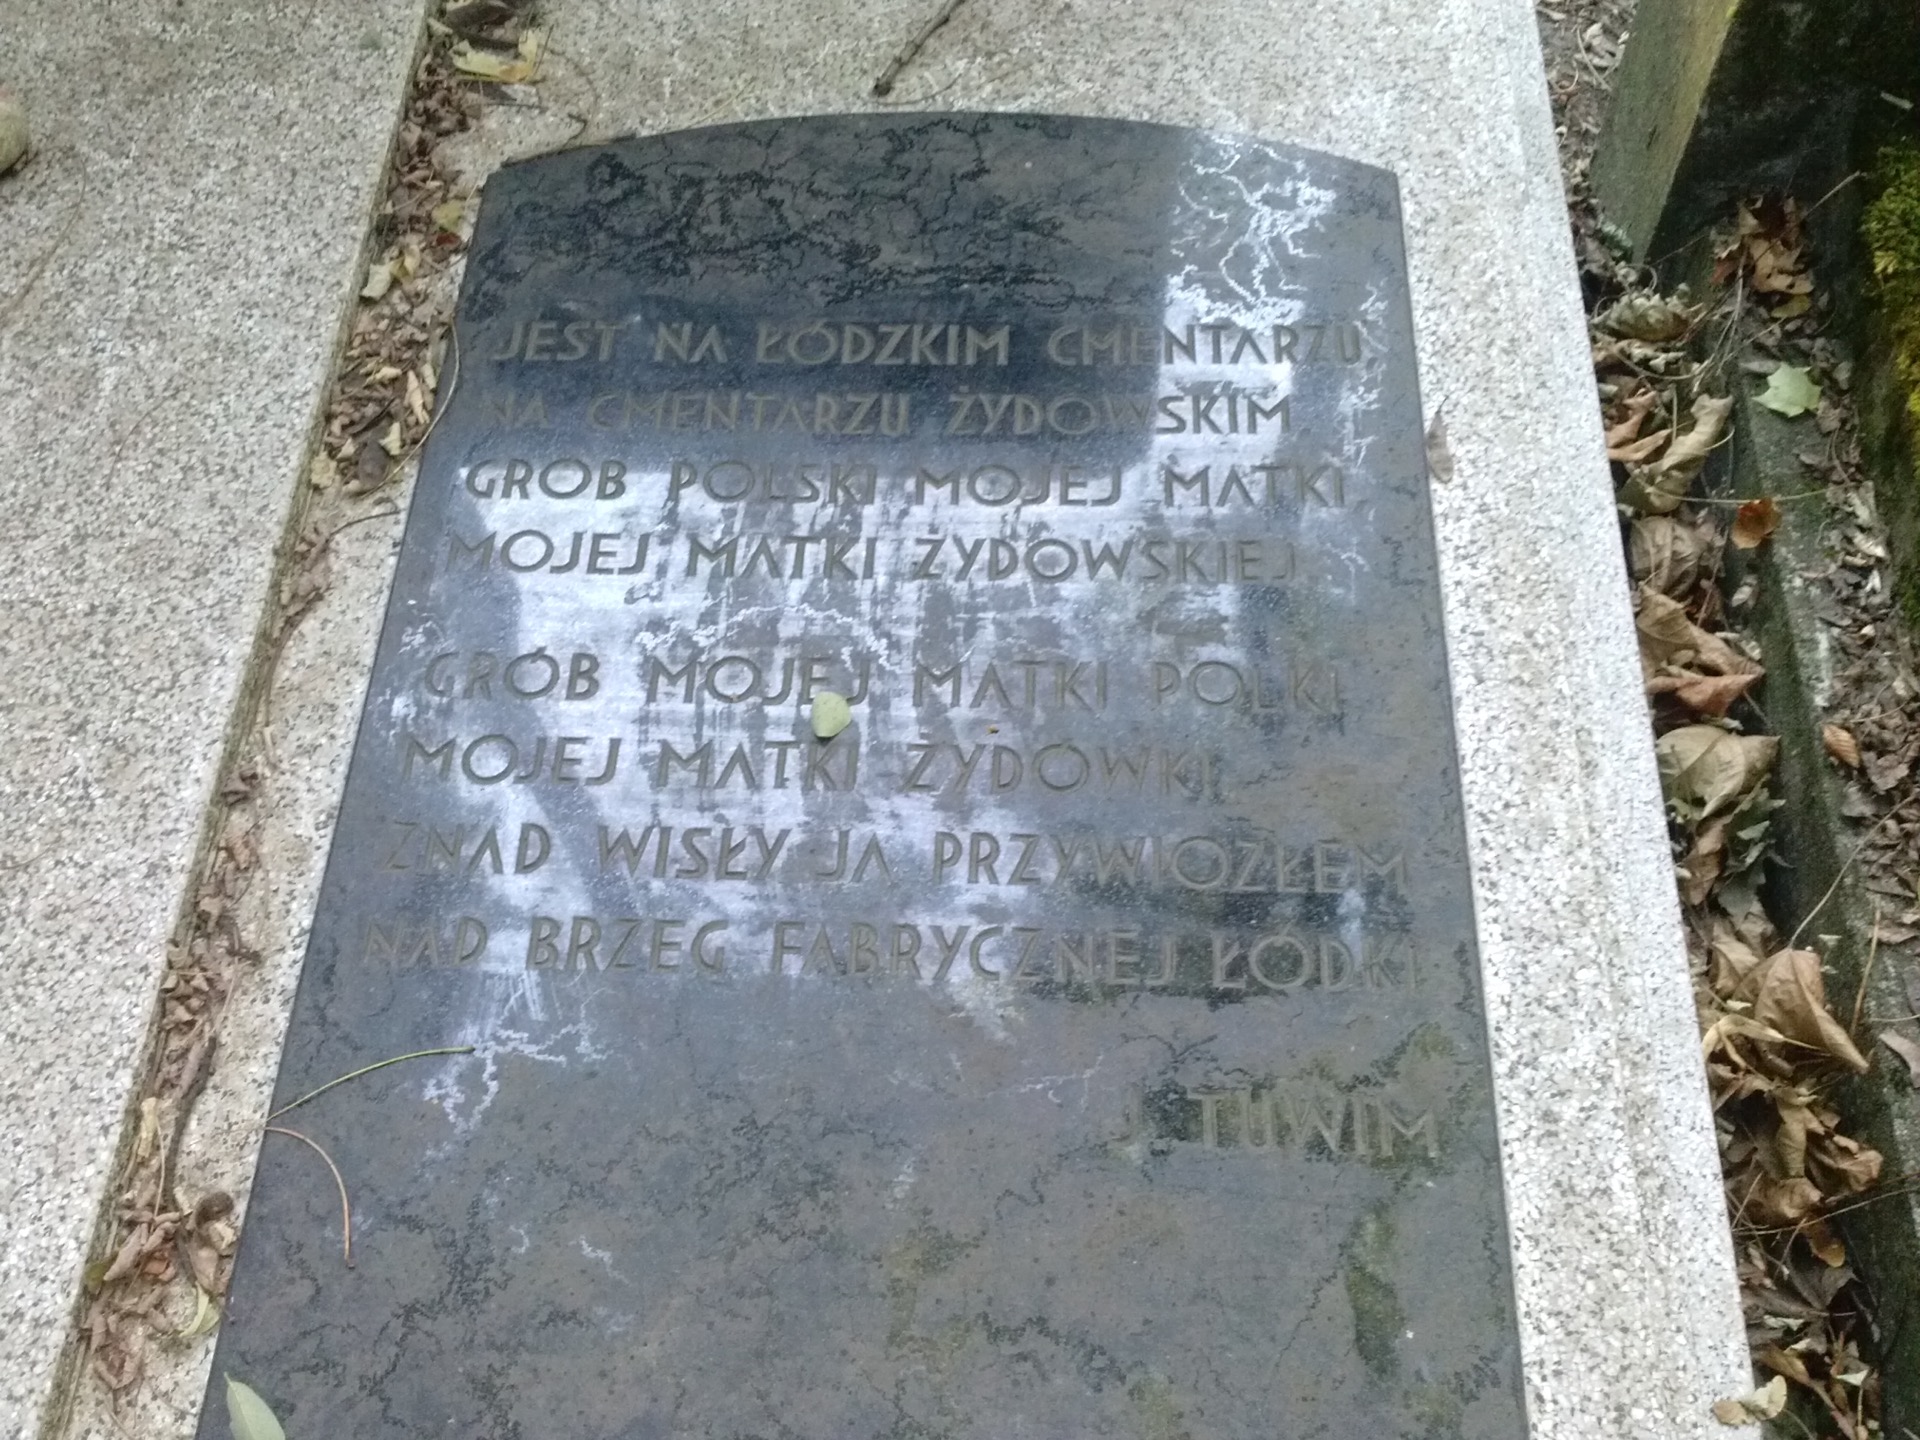 JEST NA ŁÓDZKIM CMENTARZU
NA CMENTARZU ŻYDOWSKIM
GRÓB POLSKI MOJEJ MATKI
MOJEJ MATKI ŻYDOWSKIEJ
GRÓB MOJEJ MATKI POLKI
MOJEJ MATKI ŻYDÓWKI
ZNAD WISŁY JA PRZYWIOZŁEM
NAD BRZEG FABRYCZNEJ ŁÓDKI
J. TUWIM